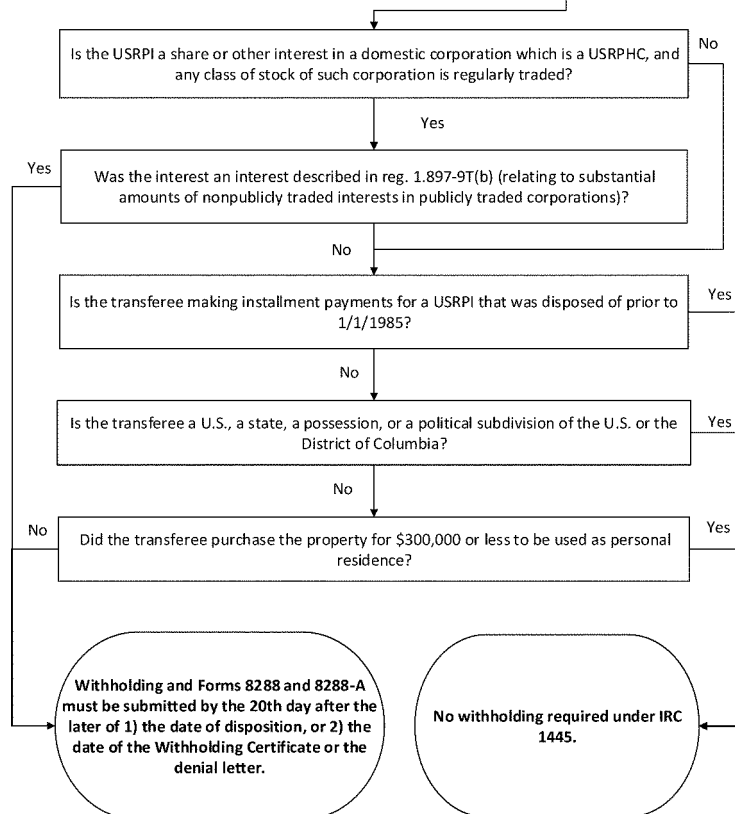 Is the USRPI a share or other interest in a domestic corporation which is a USRPHC, and
any class of stock of such corporation is regularly traded?
No
Yes
Yes
Was the interest an interest described in reg. 1.897-9T(b) (relating to substantial
amounts of nonpublicly traded interests in publicly traded corporations)?
No
Is the transferee making installment payments for a USRPI that was disposed of prior to
1/1/1985?
Yes
No
Is the transferee a U.S., a state, a possession, or a political subdivision of the U.S. or the
District of Columbia?
Yes
No
No
Did the transferee purchase the property for $300,000 or less to be used as personal
residence?
Yes
Withholding and Forms 8288 and 8288-A
must be submitted by the 20th day after the
later of 1) the date of disposition, or 2) the
date of the Withholding Certificate or the
denial letter.
No withholding required under IRC
1445.